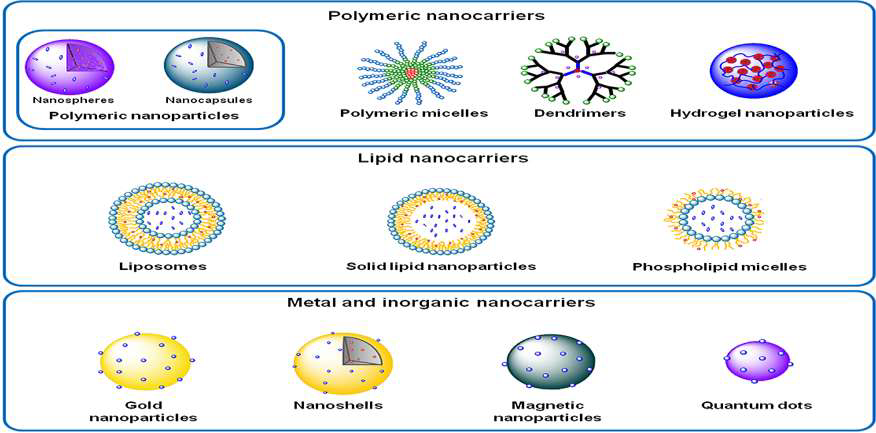 Polymeric nanocarriers
Nanospheres
Nanocapsules
Polymeric nanoparticles
Polymeric micelles
Dendrimers
Hydrogel nanoparticles
Lipid nanocarriers
Liposomes
Solid lipid nanoparticles
Phospholipid micelles
Metal and inorganic nanocarriers
Gold
nanoparticles
Nanoshells
Magnetic
nanoparticles
Quantum dots